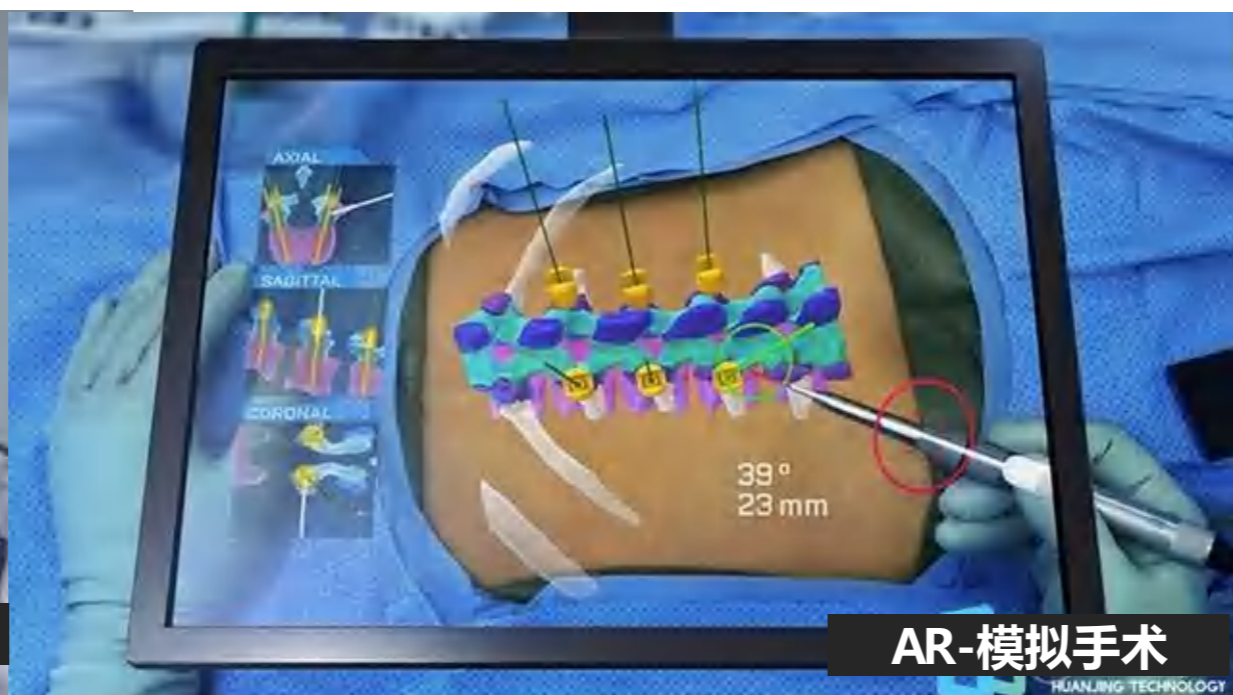 AXIAL
SAGITTAL
CORONAL
39°
23 mm
AR-模拟手术
HUANJING TECHNOLOGY